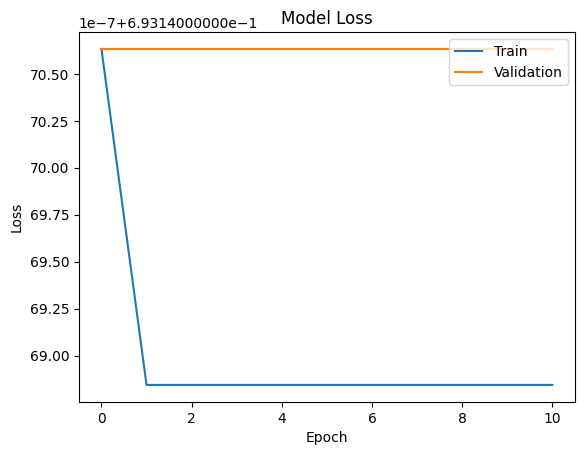 1e-7+6.9314000000e-1
Model Loss
Train
Validation
70.50
70.25
70.00
69.75
69.50
69.25
69.00
Loss
0 2 4 6 8 10
Epoch